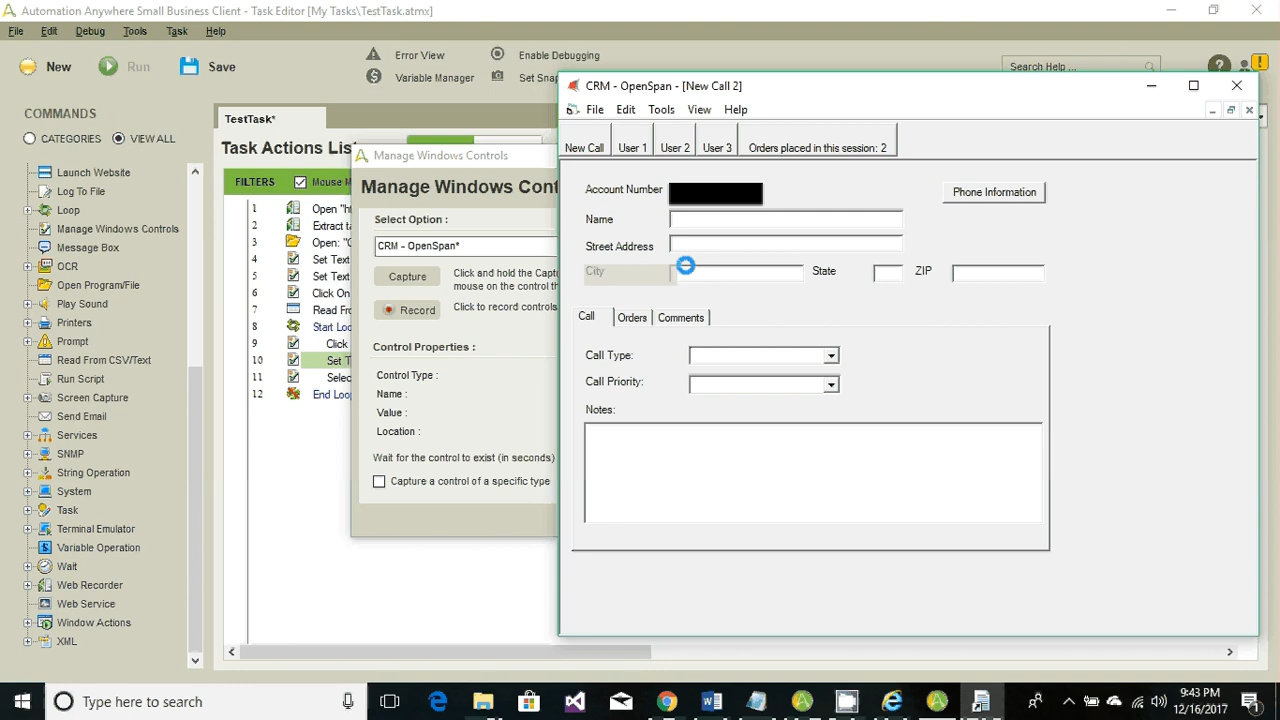 Automation Anywhere Small Business Client - Task Editor [My Tasks\TestTask.atmx]
File Edit Debug Tools Task Help
New Run Save
Error View Enable Debugging
Variable Manager Set Snap
Search Help ...
COMMANDS
CATEGORIES VIEW ALL
Launch Website
Log To File
Loop
Manage Windows Controls
Message Box
OCR
Open Program/File
Play Sound
Printers
Prompt
Read From CSV/Text
Run Script
Screen Capture
Send Email
Services
SNMP
String Operation
System
Task
Terminal Emulator
Variable Operation
Wait
Web Recorder
Web Service
Window Actions
XML
TestTask*
Task Actions Lis
FILTERS Mouse M
1 Open "h
2 Extract ta
3 Open: "C
4 Set Text
5 Set Text
6 Click On
7 Read Fro
8 Start Loo
9 Click
10 Set T
11 Selec
12 End Loop
Manage Windows Controls
Manage Windows Cont
Select Option :
CRM - OpenSpan*
Capture Click and hold the Capt
mouse on the control th
Record Click to record controls
Control Properties :
Control Type :
Name :
Value :
Location :
Wait for the control to exist (in seconds)
Capture a control of a specific type
CRM - OpenSpan - [New Call 2]
File Edit Tools View Help
New Call User 1 User 2 User 3 Orders placed in this session: 2
Account Number Phone Information
Name
Street Address
City State ZIP
Call Orders Comments
Call Type:
Call Priority:
Notes:
Type here to search
9:43 PM
12/16/2017